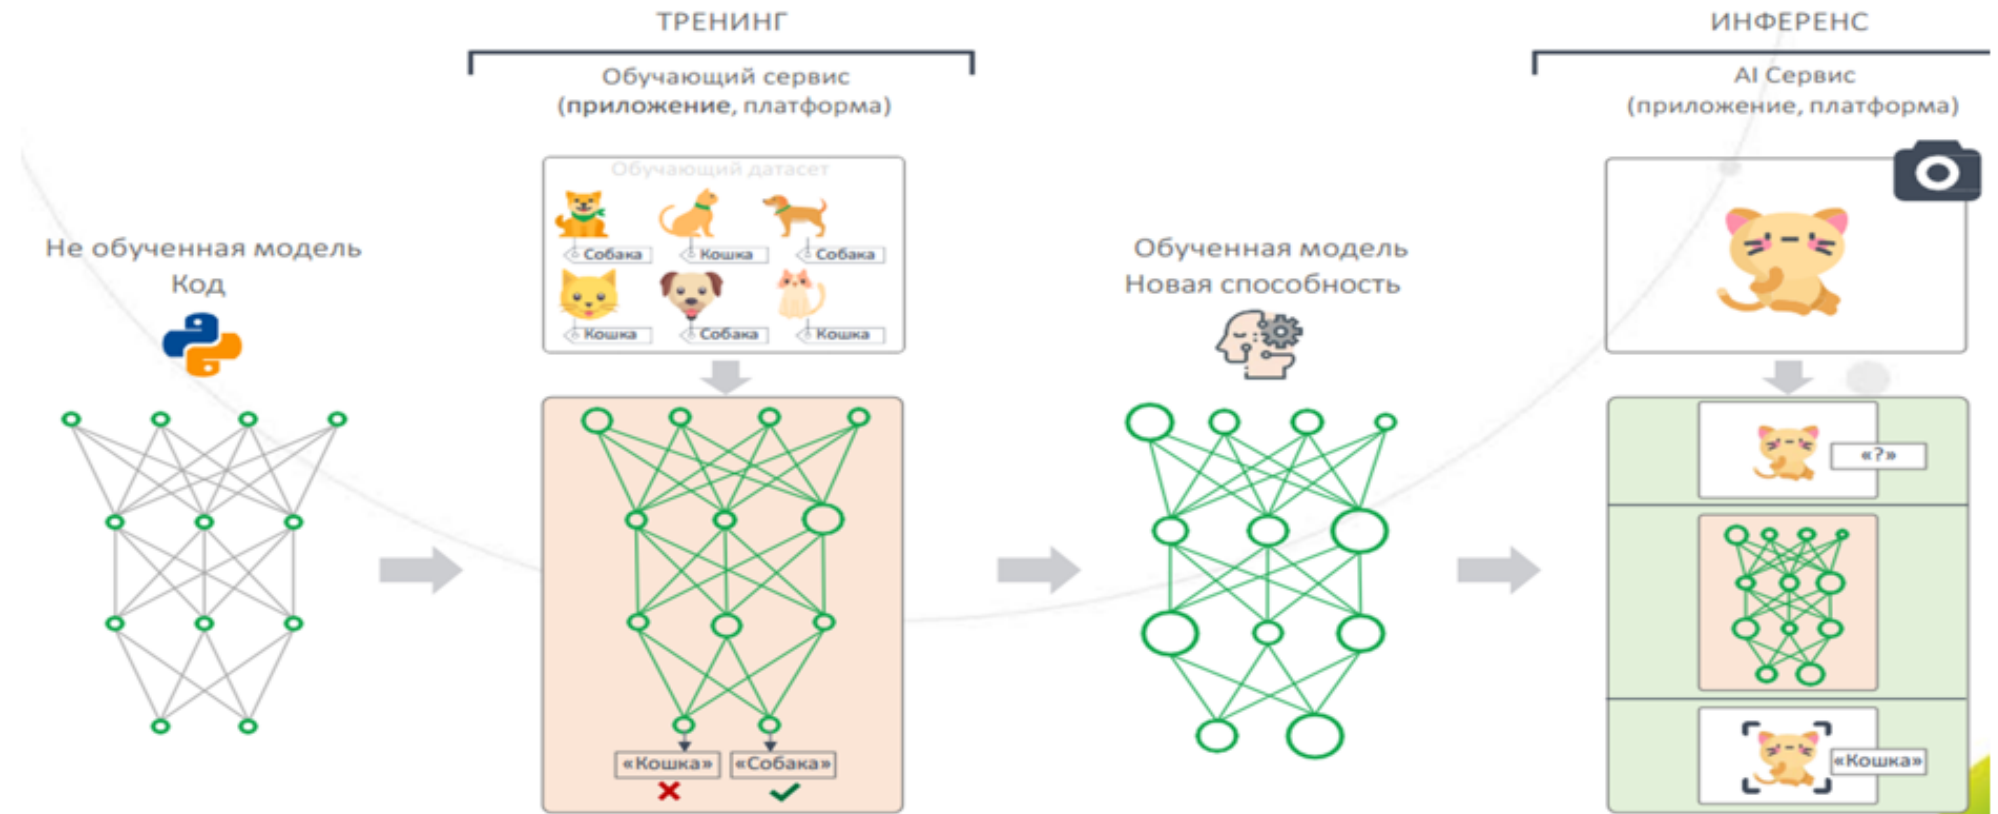 ТРЕНИНГ
Обучающий сервис
(приложение, платформа)
ИНФЕРЕНС
AI Сервис
(приложение, платформа)
Не обученная модель
Код
Обучающий датасет
Собака
Кошка
Собака
Кошка
Собака
Кошка
«Кошка»
«Собака»
Обученная модель
Новая способность
«?»
«Кошка»